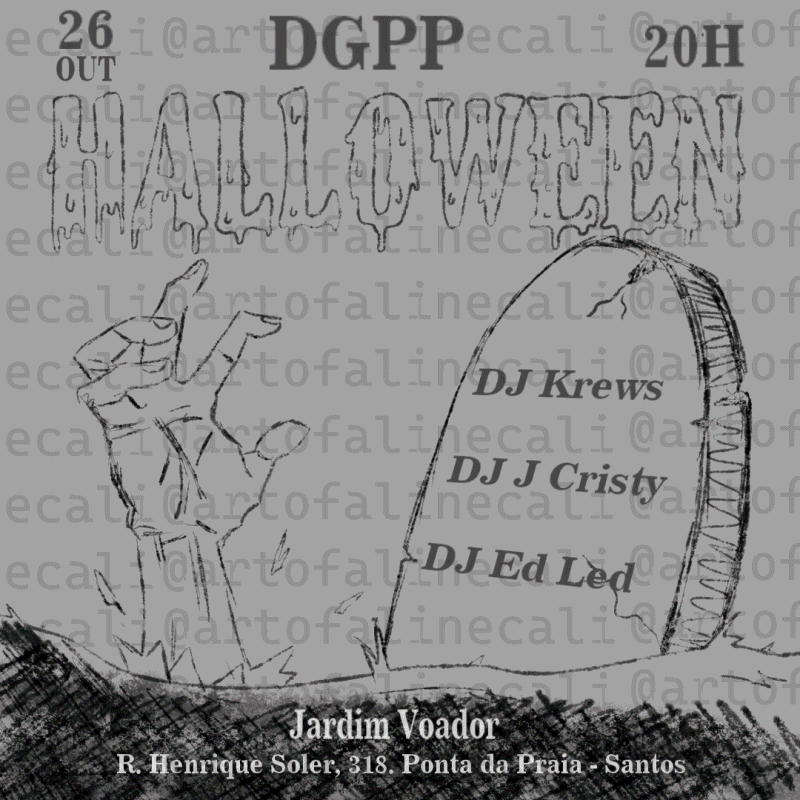 26
OUT
DGPP
20H
HALLOWEEN
DJ Krews
DJ J Cristy
DJ Ed Led
Jardim Voador
R. Henrique Soler, 318. Ponta da Praia - Santos
@artofalinecali